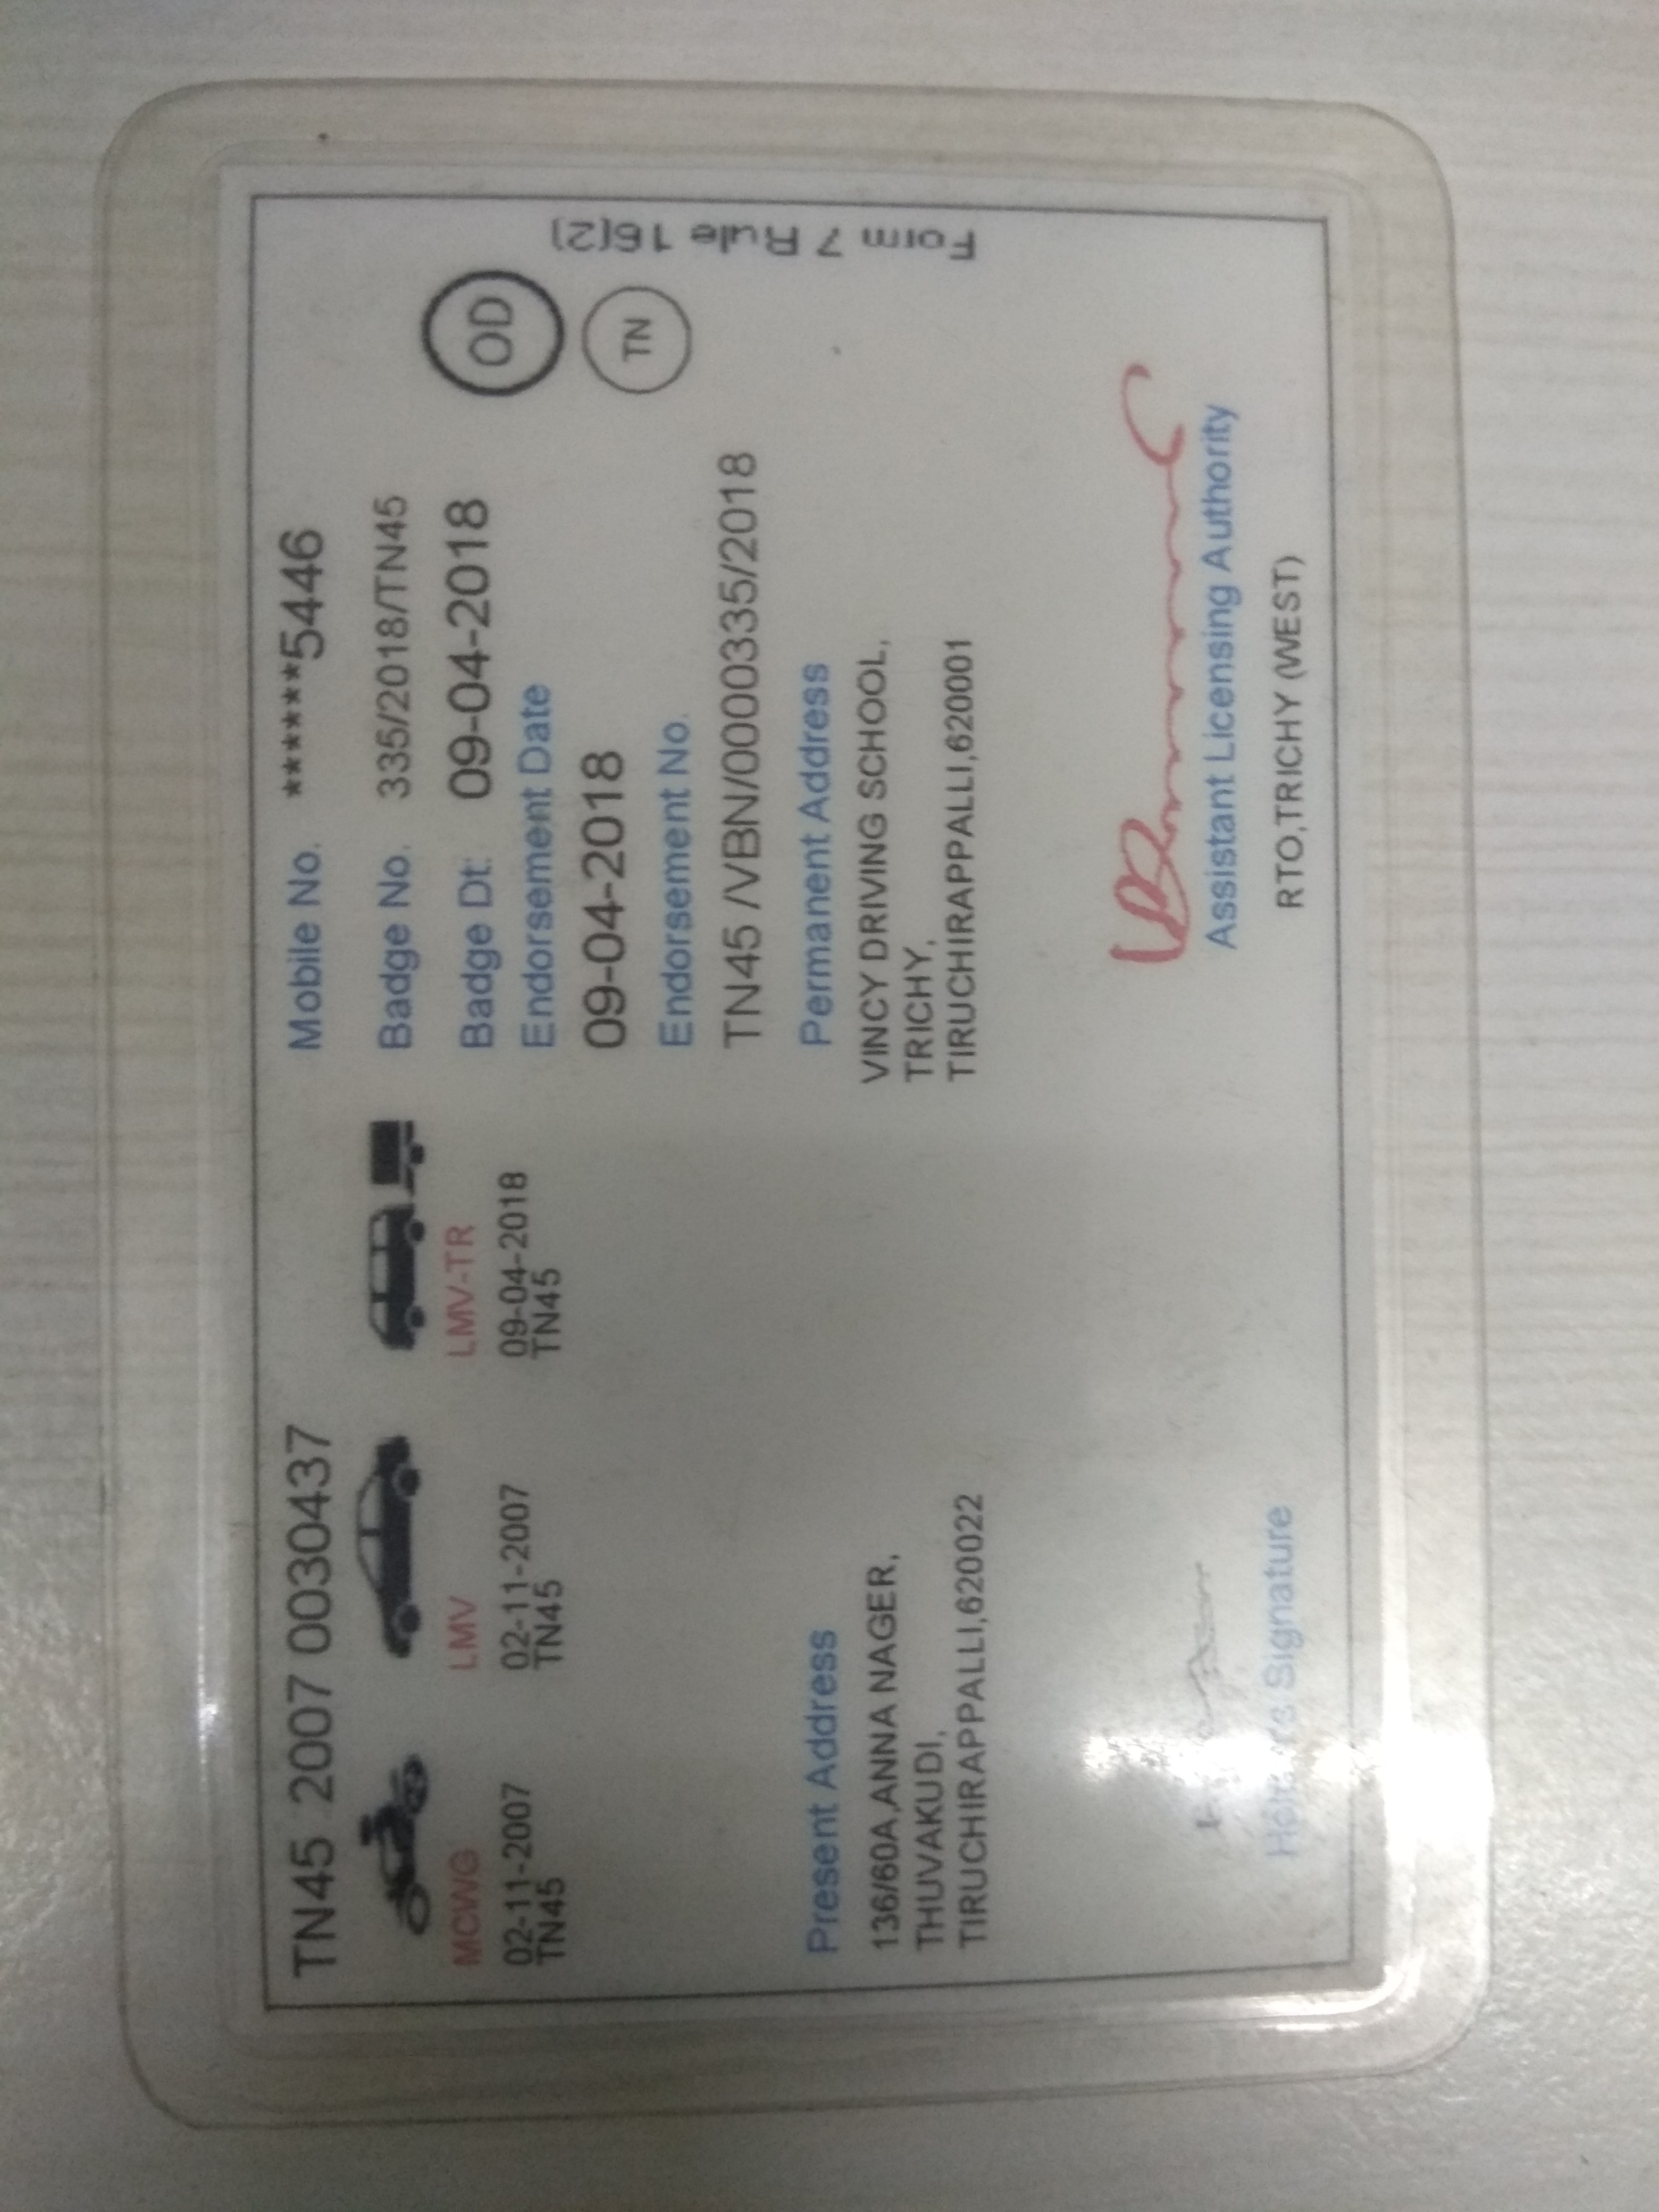 TN45 2007 0030437
Mobile No. ******5446
Badge No. 335/2018/TN45
MCWG LMV LMV-TR
Badge Dt: 09-04-2018
02-11-2007 02-11-2007 09-04-2018
TN45 TN45 TN45
OD
Endorsement Date
09-04-2018
TN
Endorsement No.
TN45 /VBN/0000335/2018
Form 7 Rule 16(2)
Present Address
136/60A,ANNA NAGER,
THUVAKUDI,
TIRUCHIRAPPALLI,620022
Permanent Address
VINCY DRIVING SCHOOL,
TRICHY,
TIRUCHIRAPPALLI,620001
Holders Signature
Assistant Licensing Authority
RTO,TRICHY (WEST)